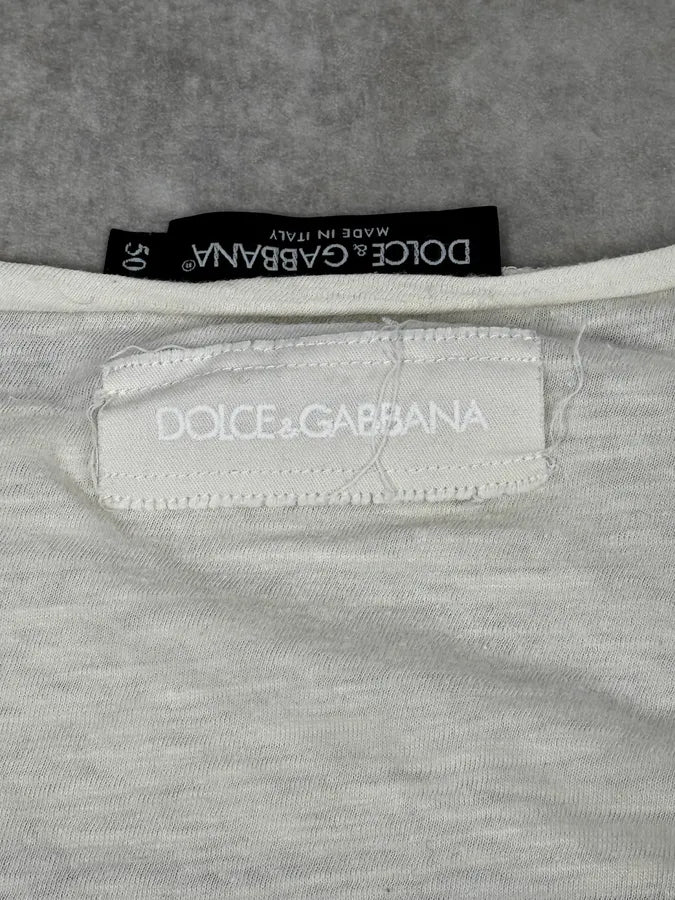 50
DOLCE & GABBANA®
MADE IN ITALY
DOLCE&GABBANA